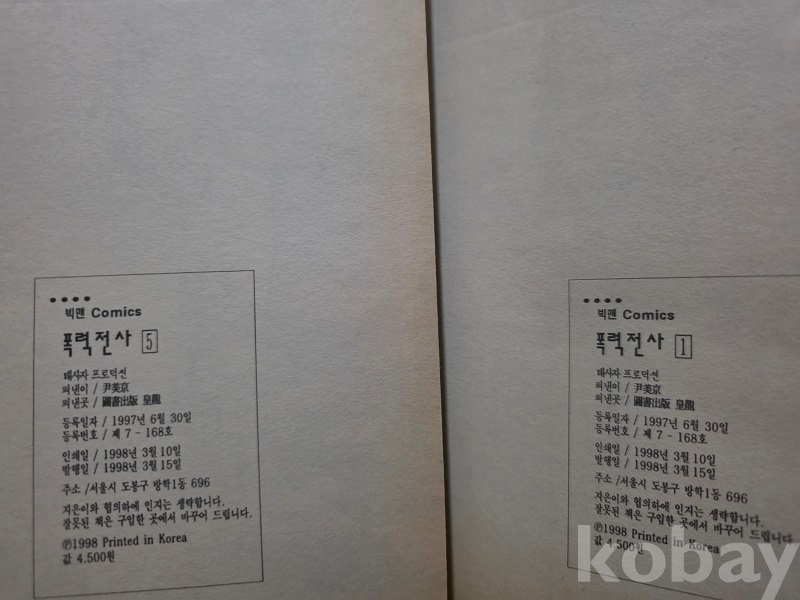 빅맨 Comics
폭력전사 5
태사자 프로덕션
펴낸이 / 尹美京
펴낸곳 / 圖書出版 皇龍
등록일자 / 1997년 6월 30일
등록번호 / 제 7 - 168호
인쇄일 / 1998년 3월 10일
발행일 / 1998년 3월 15일
주소 / 서울시 도봉구 방학1동 696
지은이와 협의하에 인지는 생략합니다.
잘못된 책은 구입한 곳에서 바꾸어 드립니다.
Ⓟ1998 Printed in Korea
값 4.500원
빅맨 Comics
폭력전사 1
태사자 프로덕션
펴낸이 / 尹美京
펴낸곳 / 圖書出版 皇龍
등록일자 / 1997년 6월 30일
등록번호 / 제 7 - 168호
인쇄일 / 1998년 3월 10일
발행일 / 1998년 3월 15일
주소 / 서울시 도봉구 방학1동 696
지은이와 협의하에 인지는 생략합니다.
잘못된 책은 구입한 곳에서 바꾸어 드립니다.
Ⓟ1998 Printed in Korea
값 4.500원
kobay